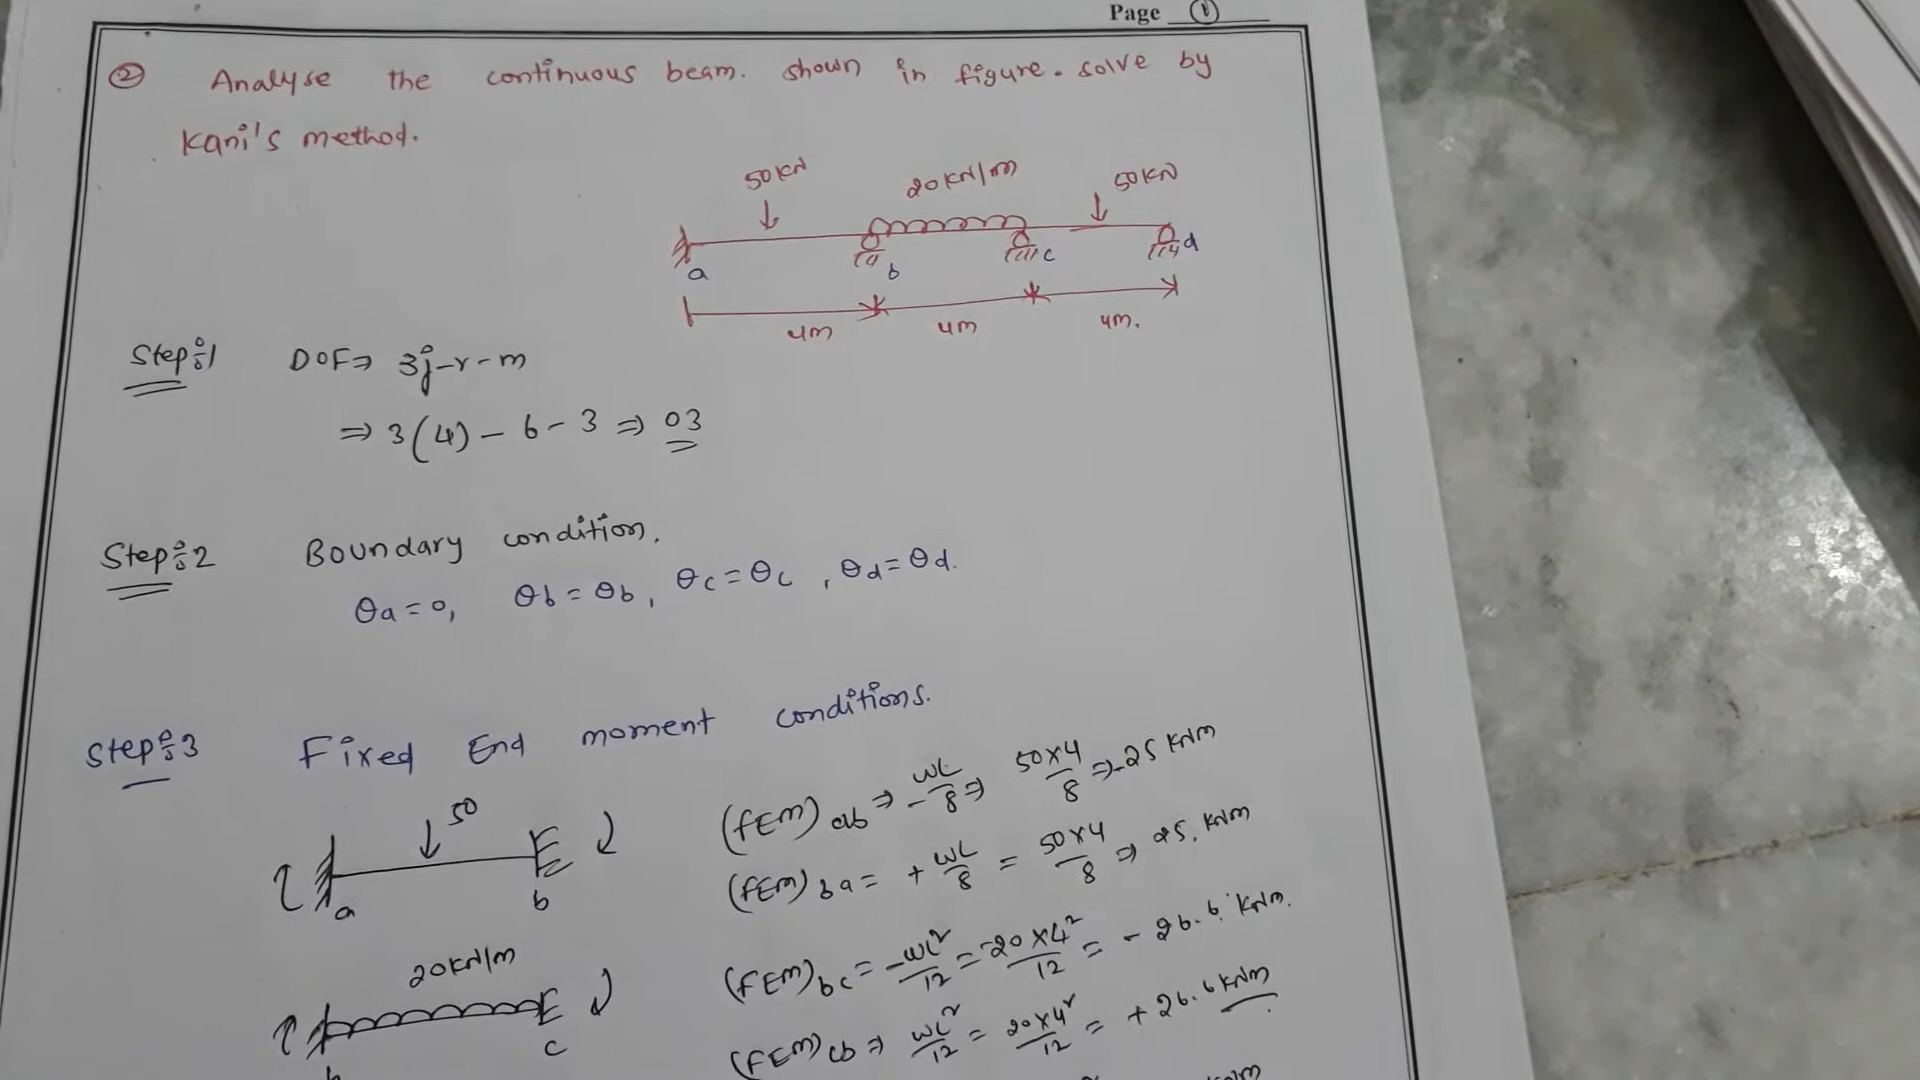 Page 1
② Analyse the continuous beam. shown in figure. solve by
Kani's method.
50KN 20KN/m 50KN
a b c d
4m 4m 4m.
Step:1 DOF⇒ 3j-r-m
⇒ 3(4) - 6 - 3 ⇒ 03
Step:2 Boundary condition.
θa=0, θb=θb, θc=θc, θd=θd.
Step:3 Fixed End moment conditions.
50
a b
(FEM)ab ⇒ -WL/8 ⇒ 50×4/8 ⇒ -25 KNm
(FEM)ba = +WL/8 = 50×4/8 ⇒ 25. KNm
20KN/m
b c
(FEM)bc = -WL²/12 = -20×4²/12 = -26.6 KNm.
(FEM)cb ⇒ WL²/12 = 20×4²/12 = +26.6 KNm